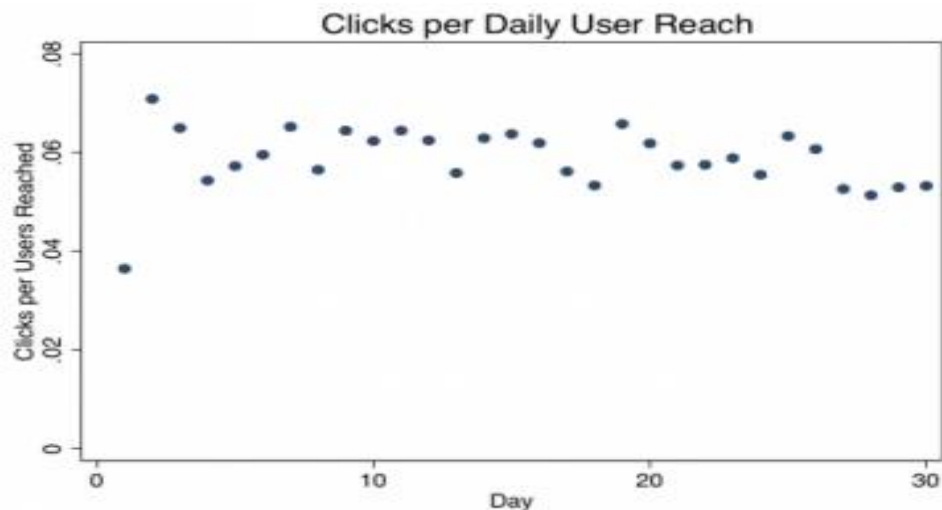 Clicks per Daily User Reach
Clicks per Users Reached
.08
.06
.04
.02
0
0 10 20 30
Day